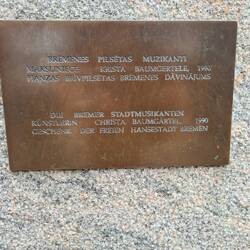 BRĒMENES PILSĒTAS MUZIKANTI
MĀKSLINIECE KRISTA BAUMGERTELE, 1990
HANZAS BRĪVPILSĒTAS BRĒMENES DĀVINĀJUMS
DIE BREMER STADTMUSIKANTEN
KÜNSTLERIN CHRISTA BAUMGÄRTEL, 1990
GESCHENK DER FREIEN HANSESTADT BREMEN